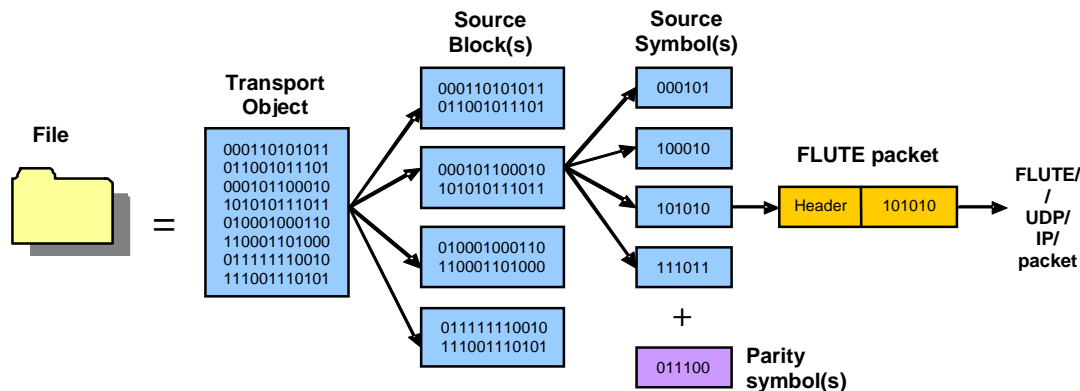 File
=
Transport
Object
000110101011
011001011101
000101100010
101010111011
010001000110
110001101000
011111110010
111001110101
Source
Block(s)
000110101011
011001011101
000101100010
101010111011
010001000110
110001101000
011111110010
111001110101
Source
Symbol(s)
000101
100010
101010
111011
+
011100
Parity
symbol(s)
FLUTE packet
Header
101010
FLUTE/
/
UDP/
IP/
packet